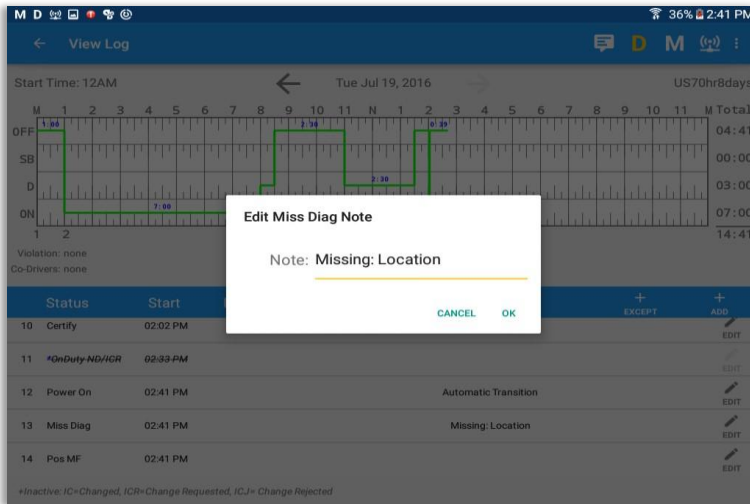 M D 36% 2:41 PM
← View Log D M
Start Time: 12AM ← Tue Jul 19, 2016 → US70hr8days
M 1 2 3 4 5 6 7 8 9 10 11 N 1 2 3 4 5 6 7 8 9 10 11 M Total
1:00 2:30 0:39
OFF 04:41
SB 00:00
D 2:30 03:00
ON 7:00 07:00
1 2 14:41
Violation: none
Co-Drivers: none
Edit Miss Diag Note
Note: Missing: Location
CANCEL OK
Status Start + EXCEPT + ADD
10 Certify 02:02 PM EDIT
11 *OnDuty ND/ICR 02:33 PM EDIT
12 Power On 02:41 PM Automatic Transition EDIT
13 Miss Diag 02:41 PM Missing: Location EDIT
14 Pos MF 02:41 PM EDIT
+Inactive: IC=Changed, ICR=Change Requested, ICJ= Change Rejected